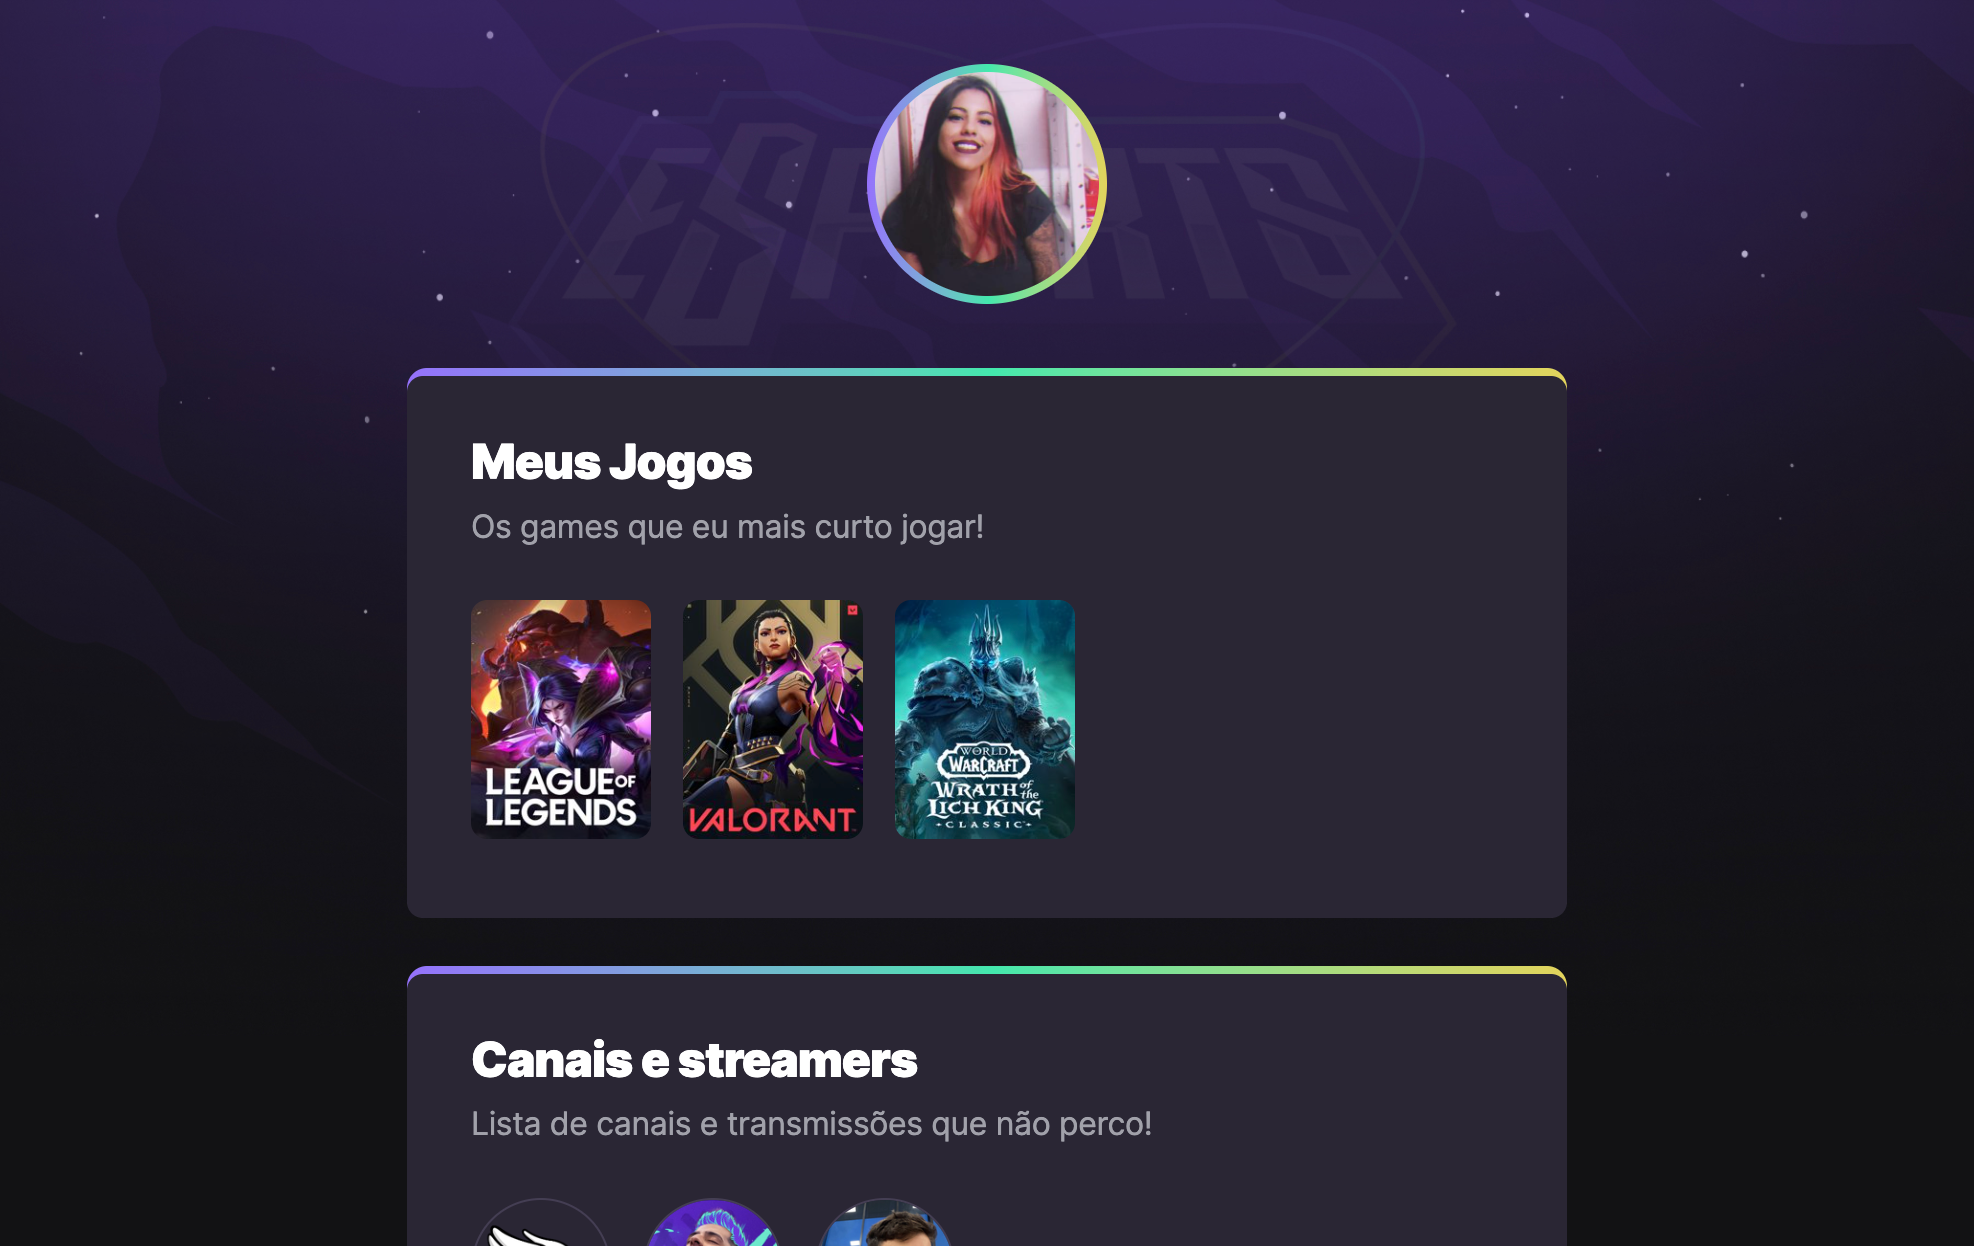 ESPORTS
Meus Jogos
Os games que eu mais curto jogar!
LEAGUE OF
LEGENDS
VALORANT
WORLD
WARCRAFT
WRATH of the
LICH KING
CLASSIC
Canais e streamers
Lista de canais e transmissões que não perco!